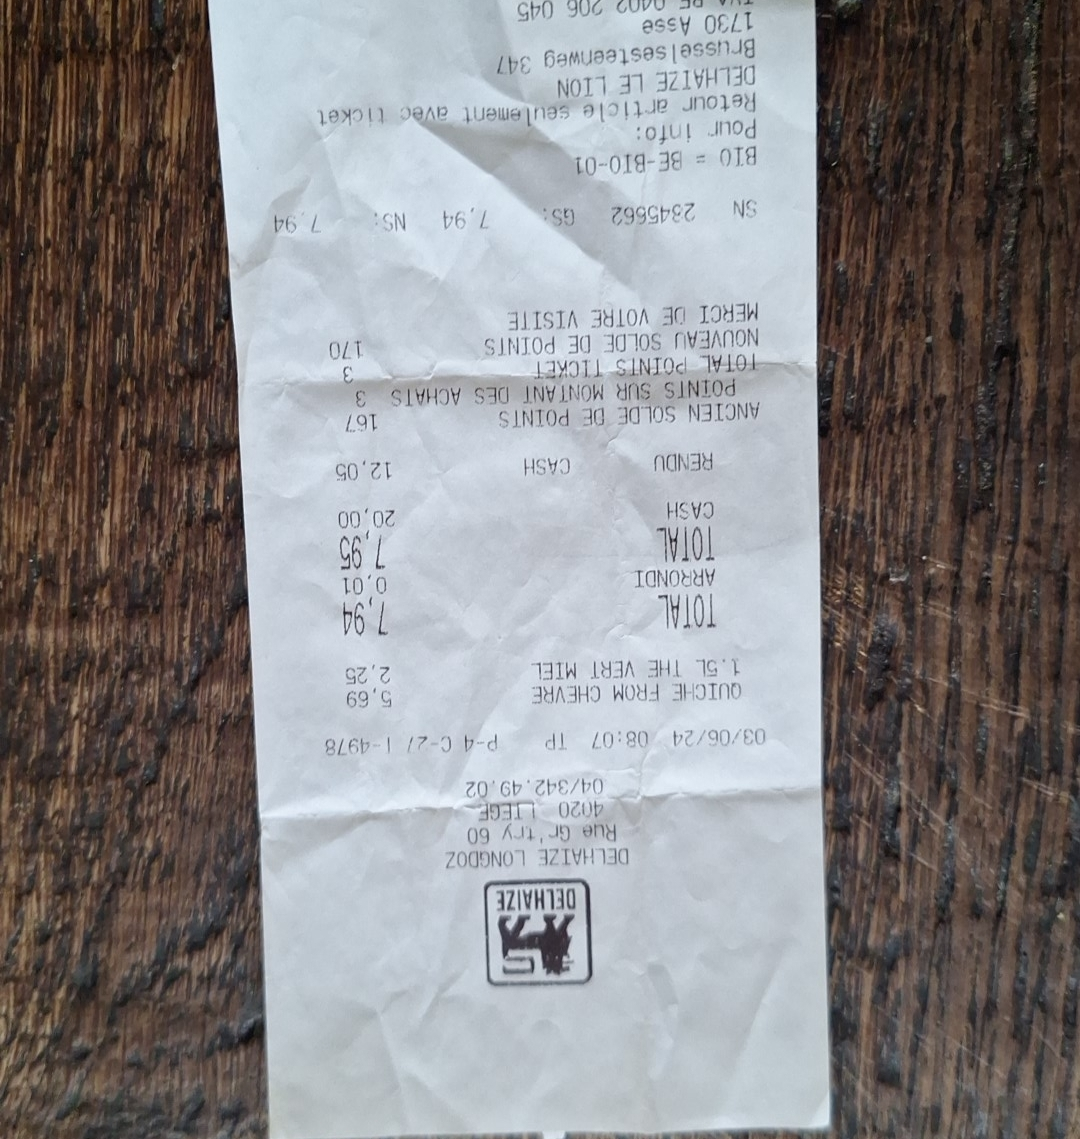 DELHAIZE
DELHAIZE LONGDOZ
Rue Gr'try 60
4020 LIEGE
04/342.49.02
03/06/24 08:07 TP P-4 C-27 I-4978
QUICHE FROM CHEVRE 5,69
1.5L THE VERT MIEL 2,25
TOTAL 7,94
ARRONDI 0,01
TOTAL 7,95
CASH 20,00
RENDU CASH 12,05
ANCIEN SOLDE DE POINTS 167
POINTS SUR MONTANT DES ACHATS 3
TOTAL POINTS TICKET 3
NOUVEAU SOLDE DE POINTS 170
MERCI DE VOTRE VISITE
SN 2345662 GS: 7,94 NS: 7,94
BIO = BE-BIO-01
Pour info:
Retour article seulement avec ticket
DELHAIZE LE LION
Brusselsesteenweg 347
1730 Asse
TVA BE 0402 206 045